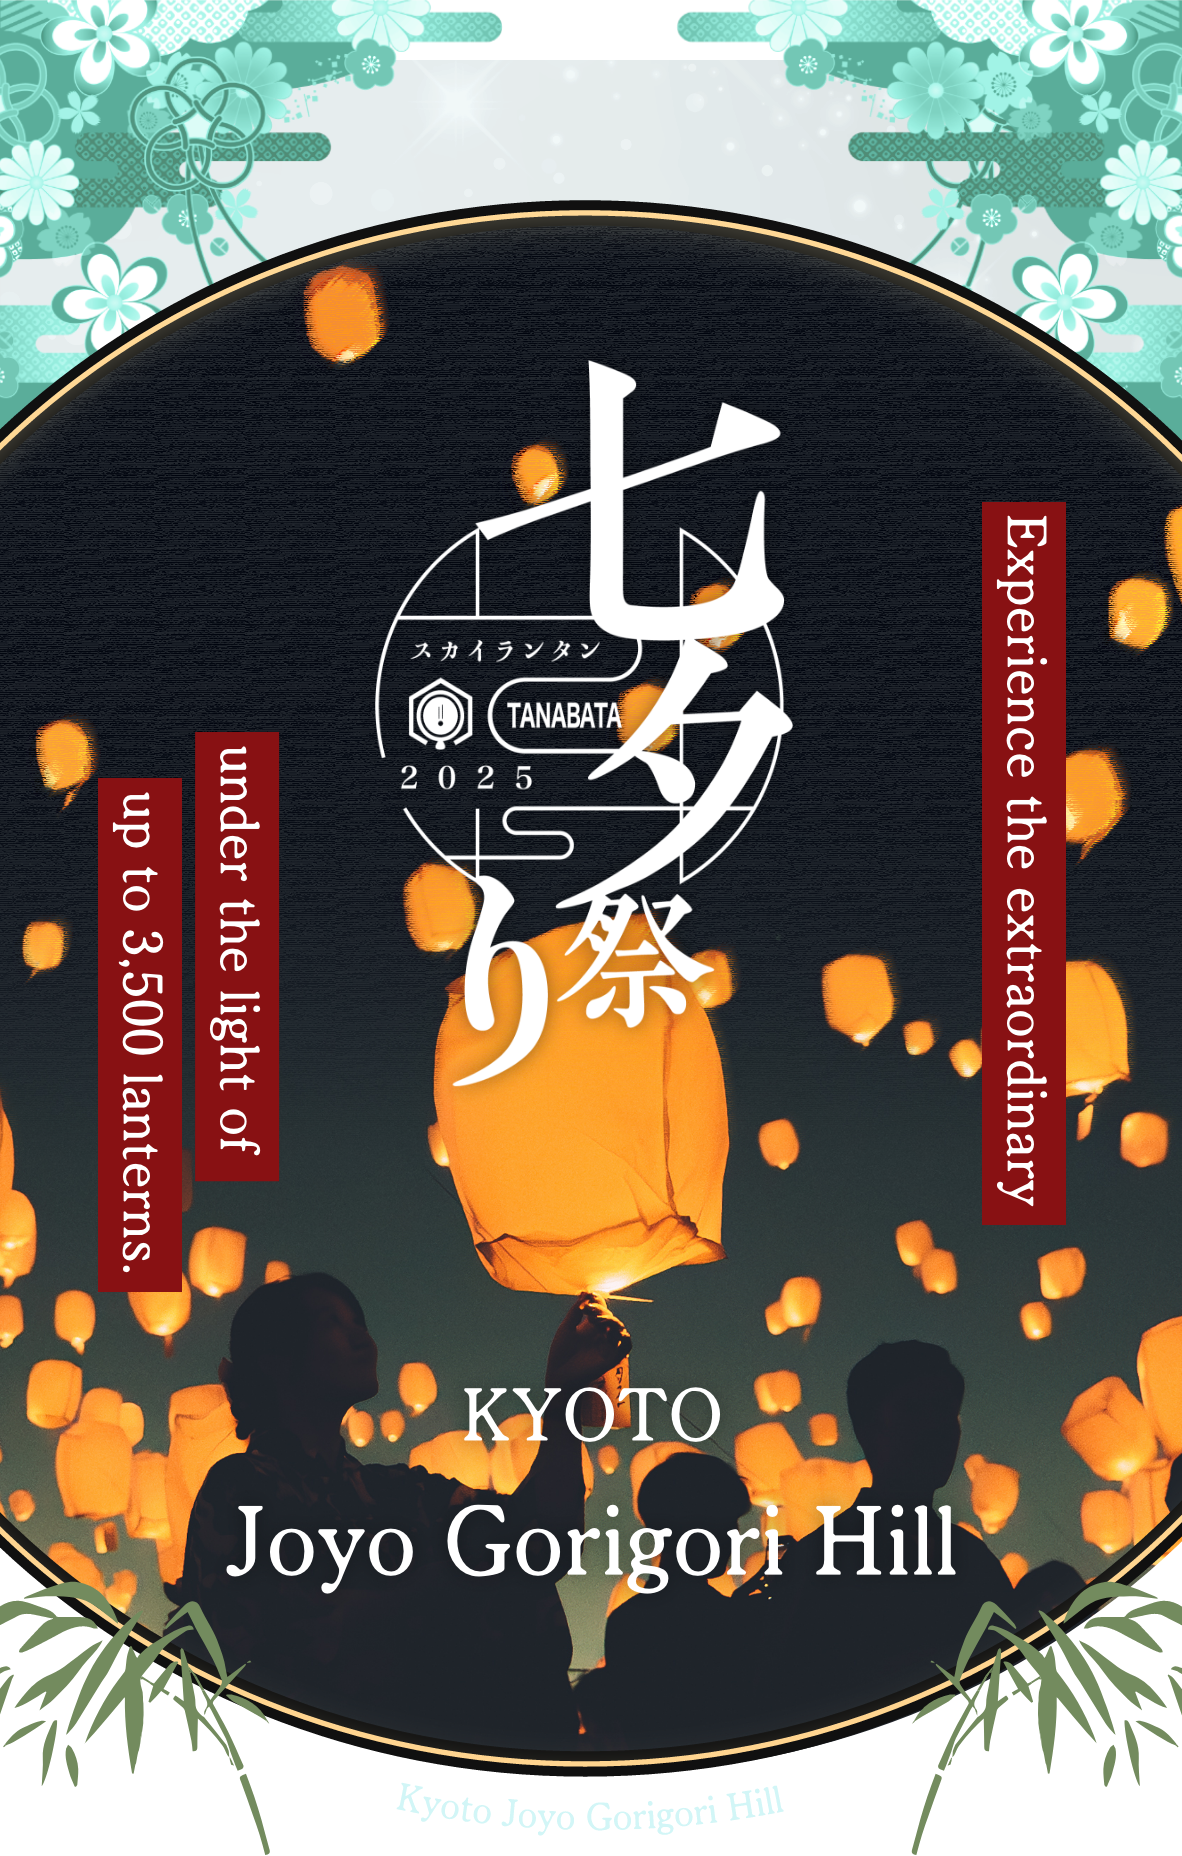 七夕祭り
スカイランタン
TANABATA
2025
Experience the extraordinary
under the light of
up to 3,500 lanterns.
KYOTO
Joyo Gorigori Hill
Kyoto Joyo Gorigori Hill